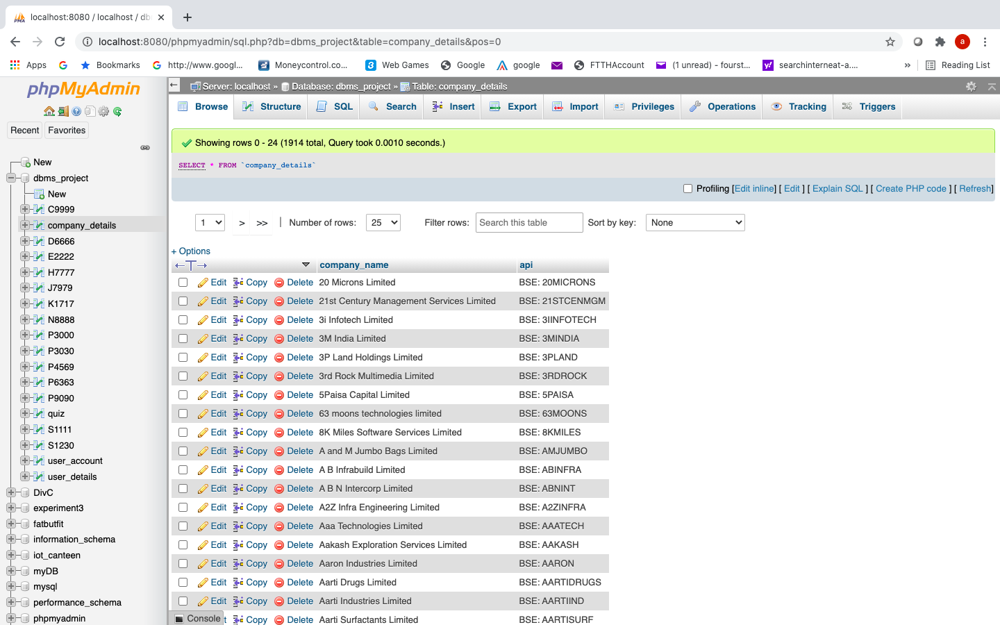 localhost:8080 / localhost / db
localhost:8080/phpmyadmin/sql.php?db=dbms_project&table=company_details&pos=0
a
Apps
Bookmarks
http://www.googl...
Moneycontrol.co...
Web Games
Google
google
FTTHAccount
(1 unread) - fourst...
searchinterneat-a....
»
Reading List
phpMyAdmin
Recent
Favorites
New
dbms_project
New
C9999
company_details
D6666
E2222
H7777
J7979
K1717
N8888
P3000
P3030
P4569
P6363
P9090
quiz
S1111
S1230
user_account
user_details
DivC
experiment3
fatbutfit
information_schema
iot_canteen
myDB
mysql
performance_schema
phpmyadmin
Server: localhost » Database: dbms_project » Table: company_details
Browse Structure SQL Search Insert Export Import Privileges Operations Tracking Triggers
Showing rows 0 - 24 (1914 total, Query took 0.0010 seconds.)
SELECT * FROM `company_details`
Profiling [Edit inline] [ Edit ] [ Explain SQL ] [ Create PHP code ] [ Refresh]
1 > >> | Number of rows: 25 Filter rows: Search this table Sort by key: None
+ Options
←T→ company_name api
Edit Copy Delete 20 Microns Limited BSE: 20MICRONS
Edit Copy Delete 21st Century Management Services Limited BSE: 21STCENMGM
Edit Copy Delete 3i Infotech Limited BSE: 3IINFOTECH
Edit Copy Delete 3M India Limited BSE: 3MINDIA
Edit Copy Delete 3P Land Holdings Limited BSE: 3PLAND
Edit Copy Delete 3rd Rock Multimedia Limited BSE: 3RDROCK
Edit Copy Delete 5Paisa Capital Limited BSE: 5PAISA
Edit Copy Delete 63 moons technologies limited BSE: 63MOONS
Edit Copy Delete 8K Miles Software Services Limited BSE: 8KMILES
Edit Copy Delete A and M Jumbo Bags Limited BSE: AMJUMBO
Edit Copy Delete A B Infrabuild Limited BSE: ABINFRA
Edit Copy Delete A B N Intercorp Limited BSE: ABNINT
Edit Copy Delete A2Z Infra Engineering Limited BSE: A2ZINFRA
Edit Copy Delete Aaa Technologies Limited BSE: AAATECH
Edit Copy Delete Aakash Exploration Services Limited BSE: AAKASH
Edit Copy Delete Aaron Industries Limited BSE: AARON
Edit Copy Delete Aarti Drugs Limited BSE: AARTIDRUGS
Edit Copy Delete Aarti Industries Limited BSE: AARTIIND
Console t Copy Delete Aarti Surfactants Limited BSE: AARTISURF